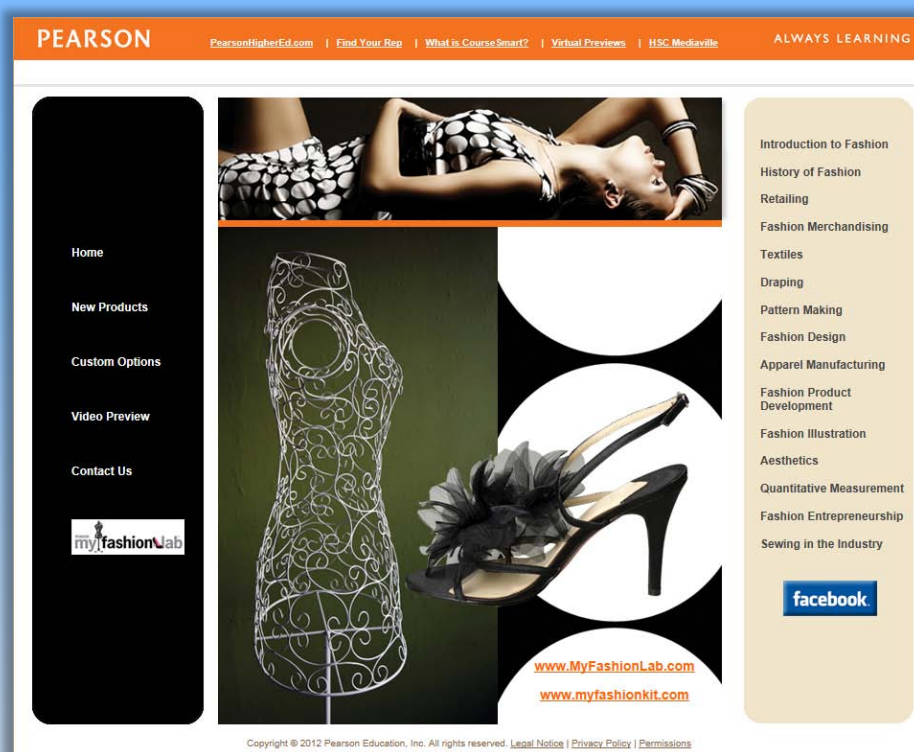 PEARSON
PearsonHigherEd.com | Find Your Rep | What is CourseSmart? | Virtual Previews | HSC Mediaville
ALWAYS LEARNING
Home
New Products
Custom Options
Video Preview
Contact Us
myfashionlab
www.MyFashionLab.com
www.myfashionkit.com
Introduction to Fashion
History of Fashion
Retailing
Fashion Merchandising
Textiles
Draping
Pattern Making
Fashion Design
Apparel Manufacturing
Fashion Product
Development
Fashion Illustration
Aesthetics
Quantitative Measurement
Fashion Entrepreneurship
Sewing in the Industry
facebook.
Copyright © 2012 Pearson Education, Inc. All rights reserved. Legal Notice | Privacy Policy | Permissions